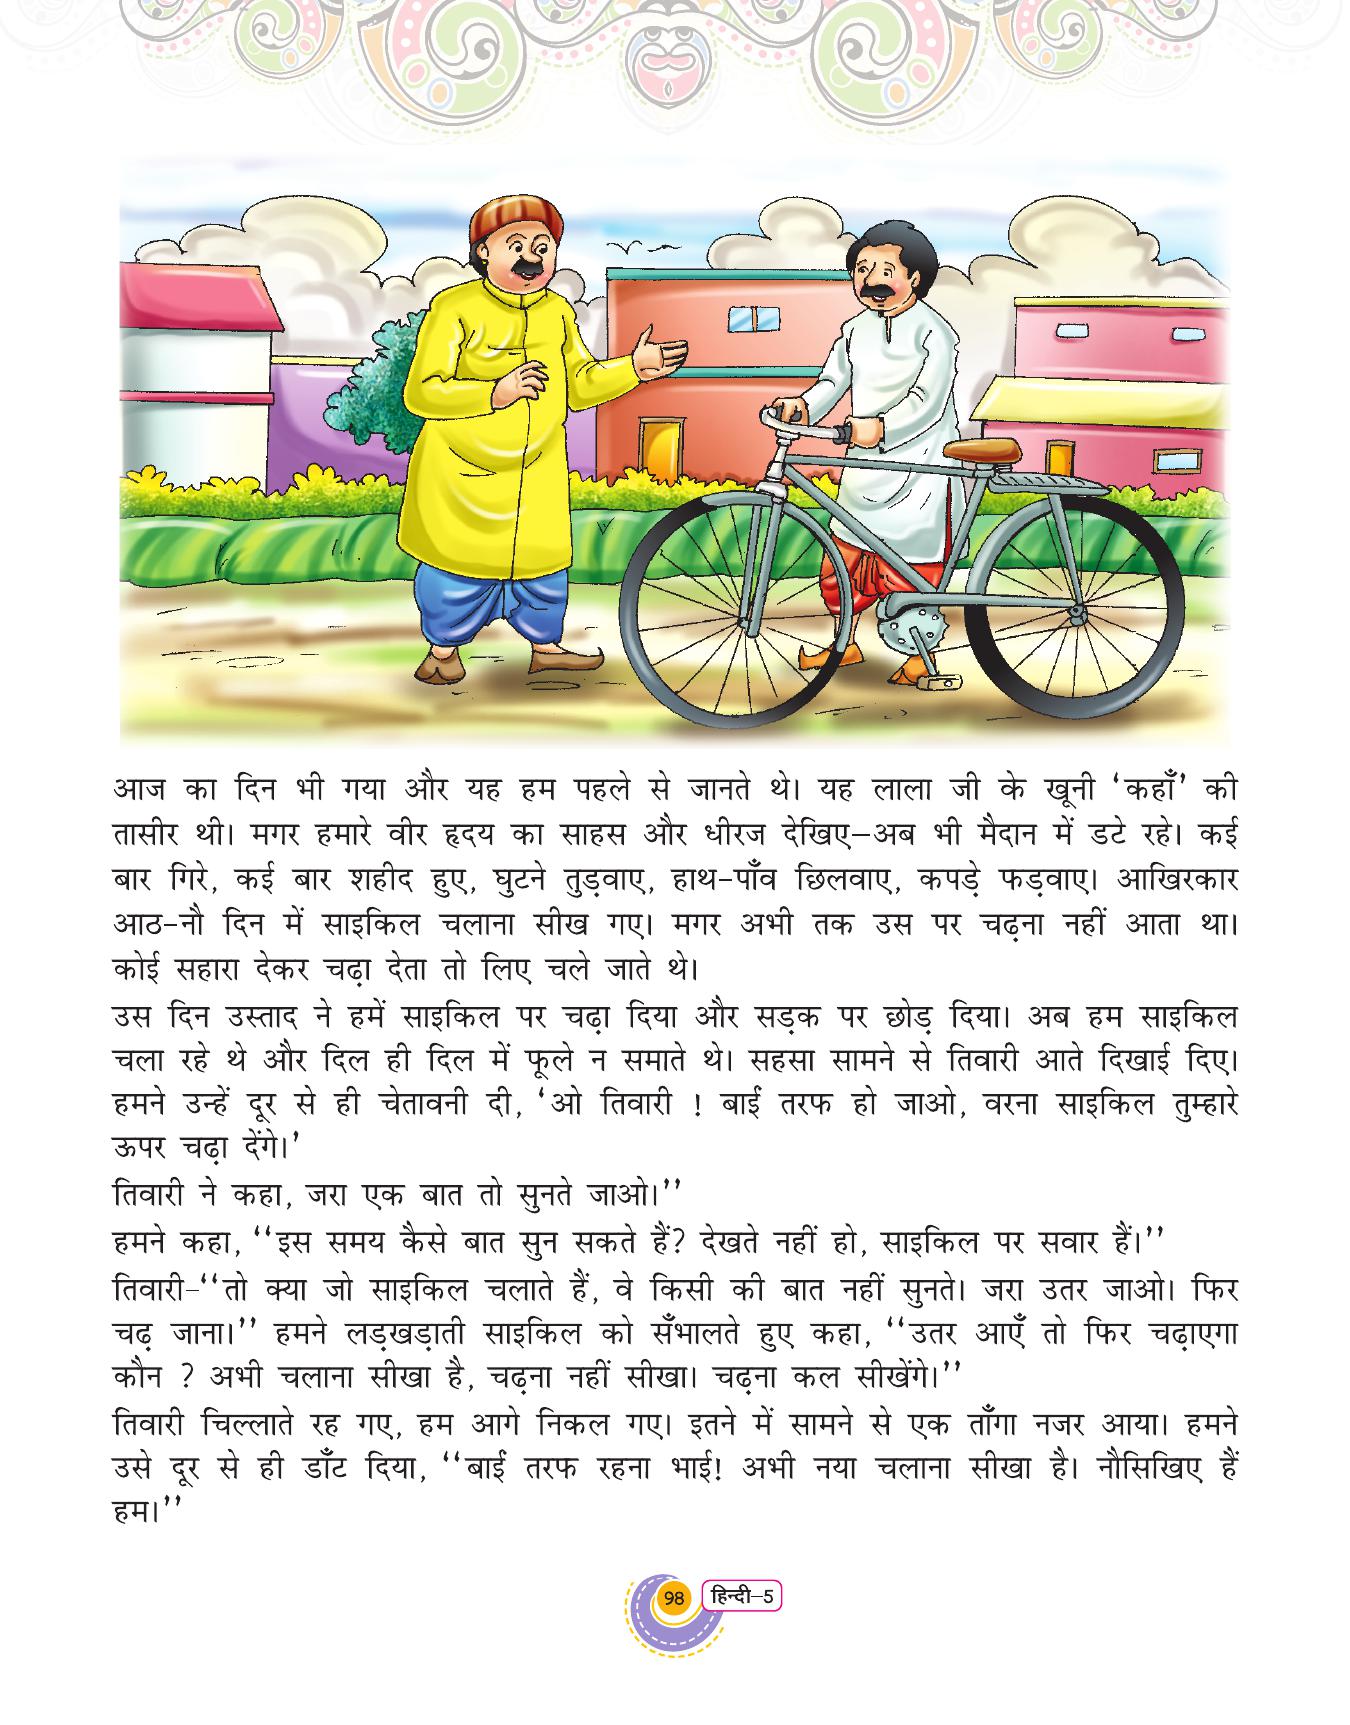 आज का दिन भी गया और यह हम पहले से जानते थे। यह लाला जी के खूनी ‘कहाँ’ की
तासीर थी। मगर हमारे वीर हृदय का साहस और धीरज देखिए–अब भी मैदान में डटे रहे। कई
बार गिरे, कई बार शहीद हुए, घुटने तुड़वाए, हाथ-पाँव छिलवाए, कपड़े फड़वाए। आखिरकार
आठ-नौ दिन में साइकिल चलाना सीख गए। मगर अभी तक उस पर चढ़ना नहीं आता था।
कोई सहारा देकर चढ़ा देता तो लिए चले जाते थे।
उस दिन उस्ताद ने हमें साइकिल पर चढ़ा दिया और सड़क पर छोड़ दिया। अब हम साइकिल
चला रहे थे और दिल ही दिल में फूले न समाते थे। सहसा सामने से तिवारी आते दिखाई दिए।
हमने उन्हें दूर से ही चेतावनी दी, ‘ओ तिवारी ! बाईं तरफ हो जाओ, वरना साइकिल तुम्हारे
ऊपर चढ़ा देंगे।’
तिवारी ने कहा, जरा एक बात तो सुनते जाओ।’’
हमने कहा, ‘‘इस समय कैसे बात सुन सकते हैं? देखते नहीं हो, साइकिल पर सवार हैं।’’
तिवारी-‘‘तो क्या जो साइकिल चलाते हैं, वे किसी की बात नहीं सुनते। जरा उतर जाओ। फिर
चढ़ जाना।’’ हमने लड़खड़ाती साइकिल को सँभालते हुए कहा, ‘‘उतर आएँ तो फिर चढ़ाएगा
कौन ? अभी चलाना सीखा है, चढ़ना नहीं सीखा। चढ़ना कल सीखेंगे।’’
तिवारी चिल्लाते रह गए, हम आगे निकल गए। इतने में सामने से एक ताँगा नजर आया। हमने
उसे दूर से ही डाँट दिया, ‘‘बाईं तरफ रहना भाई! अभी नया चलाना सीखा है। नौसिखिए हैं
हम।’’
98 हिन्दी–5